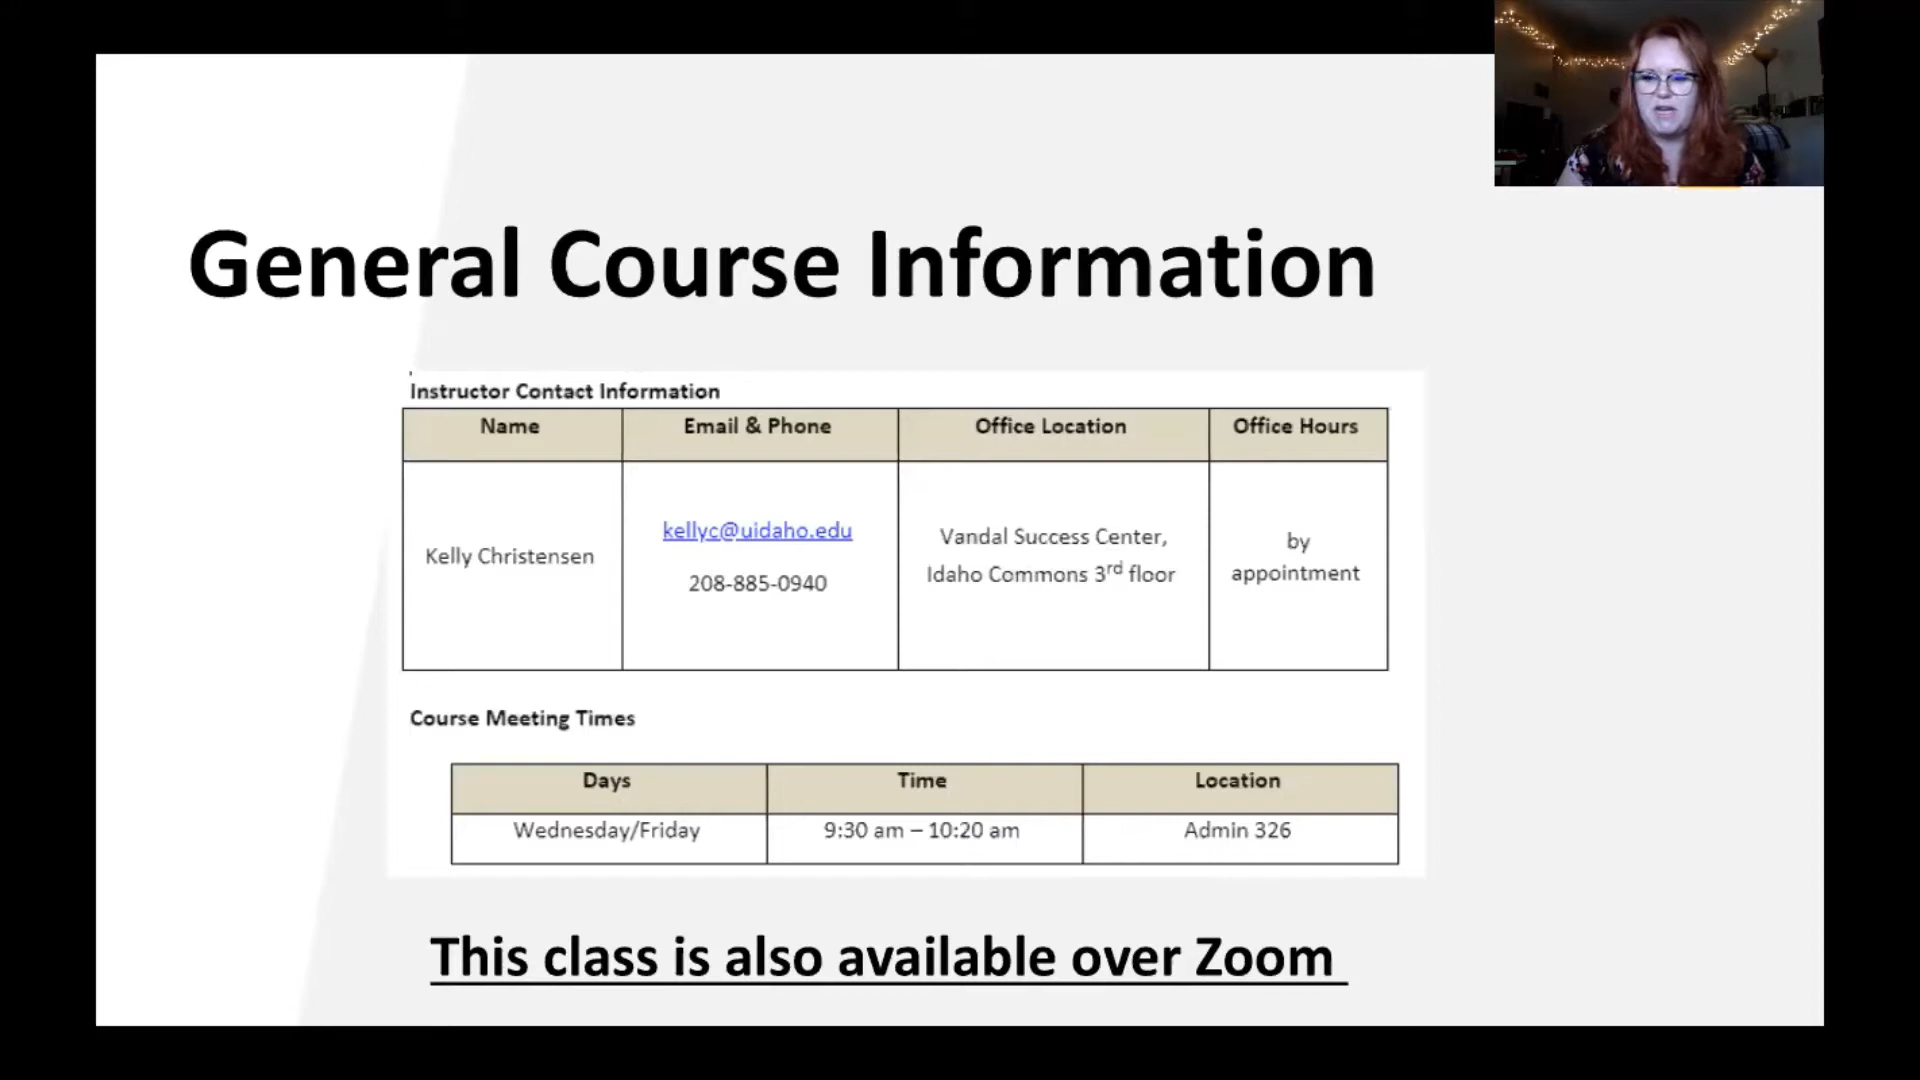 General Course Information
Instructor Contact Information
Name Email & Phone Office Location Office Hours
Kelly Christensen
kellyc@uidaho.edu
208-885-0940
Vandal Success Center,
Idaho Commons 3rd floor
by
appointment
Course Meeting Times
Days Time Location
Wednesday/Friday 9:30 am – 10:20 am Admin 326
This class is also available over Zoom